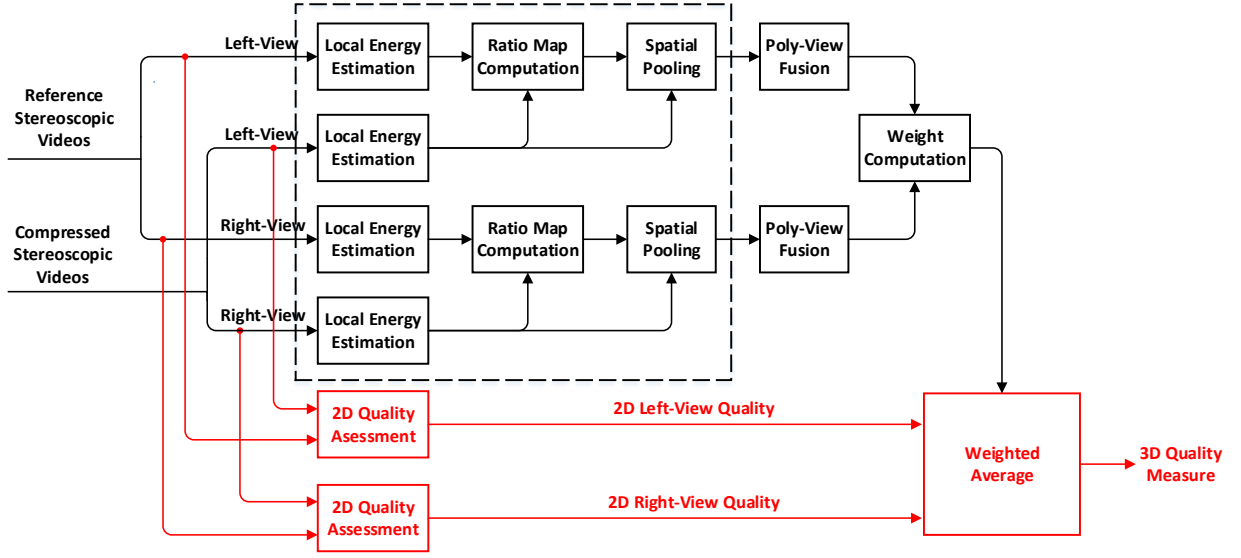 Reference
Stereoscopic
Videos
Compressed
Stereoscopic
Videos
Left-View
Local Energy
Estimation
Ratio Map
Computation
Spatial
Pooling
Poly-View
Fusion
Left-View
Local Energy
Estimation
Weight
Computation
Right-View
Local Energy
Estimation
Ratio Map
Computation
Spatial
Pooling
Poly-View
Fusion
Right-View
Local Energy
Estimation
2D Quality
Asessment
2D Left-View Quality
2D Quality
Assessment
2D Right-View Quality
Weighted
Average
3D Quality
Measure